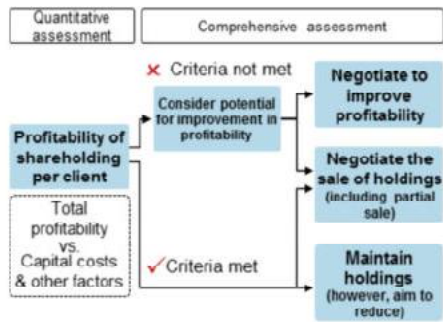 Quantitative
assessment
Comprehensive assessment
Criteria not met
Consider potential
for improvement in
profitability
Negotiate to
improve
profitability
Profitability of
shareholding
per client
Negotiate the
sale of holdings
(including partial
sale)
Total
profitability
vs.
Capital costs
& other factors
Criteria met
Maintain
holdings
(however, aim to
reduce)